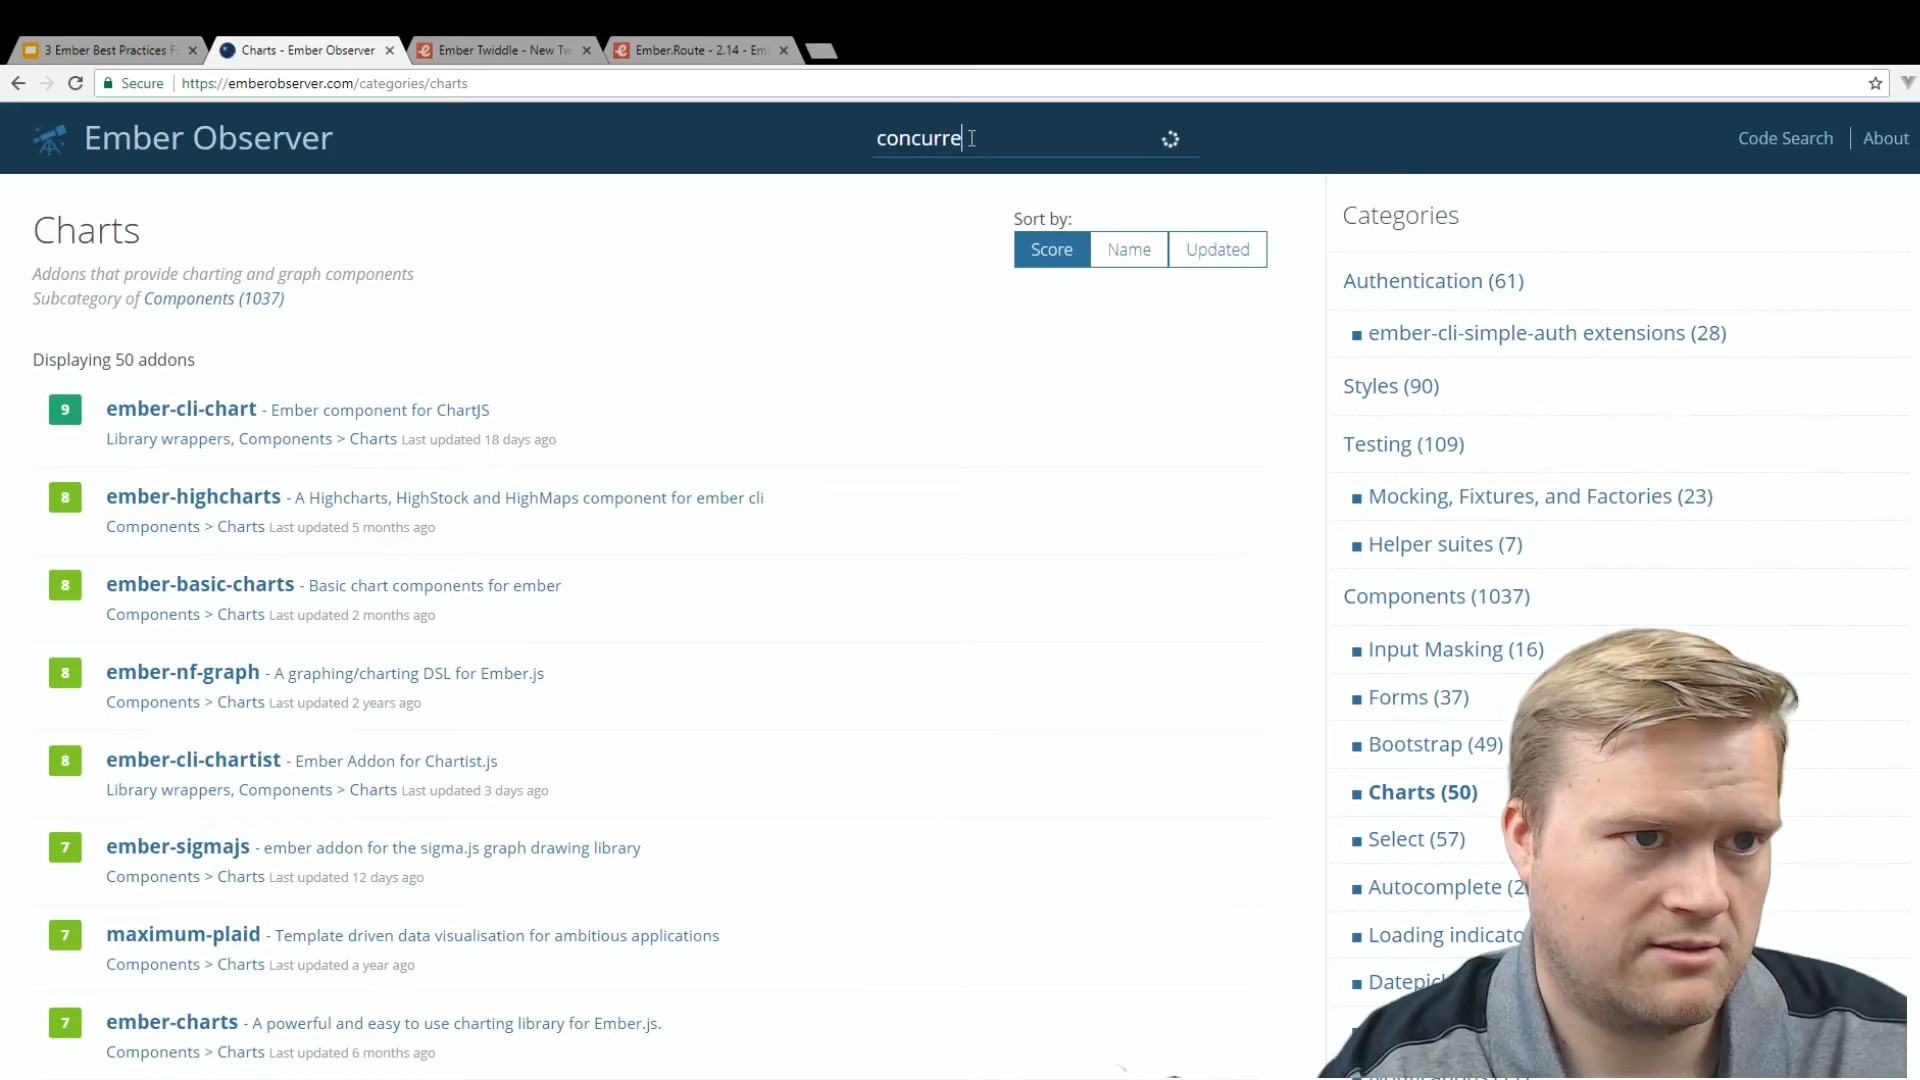 3 Ember Best Practices F
Charts - Ember Observer
Ember Twiddle - New Tw
Ember.Route - 2.14 - Em
Secure
https://emberobserver.com/categories/charts
Ember Observer
concurre
Code Search
About
Charts
Addons that provide charting and graph components
Subcategory of Components (1037)
Sort by:
Score
Name
Updated
Displaying 50 addons
9
ember-cli-chart - Ember component for ChartJS
Library wrappers, Components > Charts Last updated 18 days ago
8
ember-highcharts - A Highcharts, HighStock and HighMaps component for ember cli
Components > Charts Last updated 5 months ago
8
ember-basic-charts - Basic chart components for ember
Components > Charts Last updated 2 months ago
8
ember-nf-graph - A graphing/charting DSL for Ember.js
Components > Charts Last updated 2 years ago
8
ember-cli-chartist - Ember Addon for Chartist.js
Library wrappers, Components > Charts Last updated 3 days ago
7
ember-sigmajs - ember addon for the sigma.js graph drawing library
Components > Charts Last updated 12 days ago
7
maximum-plaid - Template driven data visualisation for ambitious applications
Components > Charts Last updated a year ago
7
ember-charts - A powerful and easy to use charting library for Ember.js.
Components > Charts Last updated 6 months ago
Categories
Authentication (61)
ember-cli-simple-auth extensions (28)
Styles (90)
Testing (109)
Mocking, Fixtures, and Factories (23)
Helper suites (7)
Components (1037)
Input Masking (16)
Forms (37)
Bootstrap (49)
Charts (50)
Select (57)
Autocomplete (2
Loading indicato
Datepic